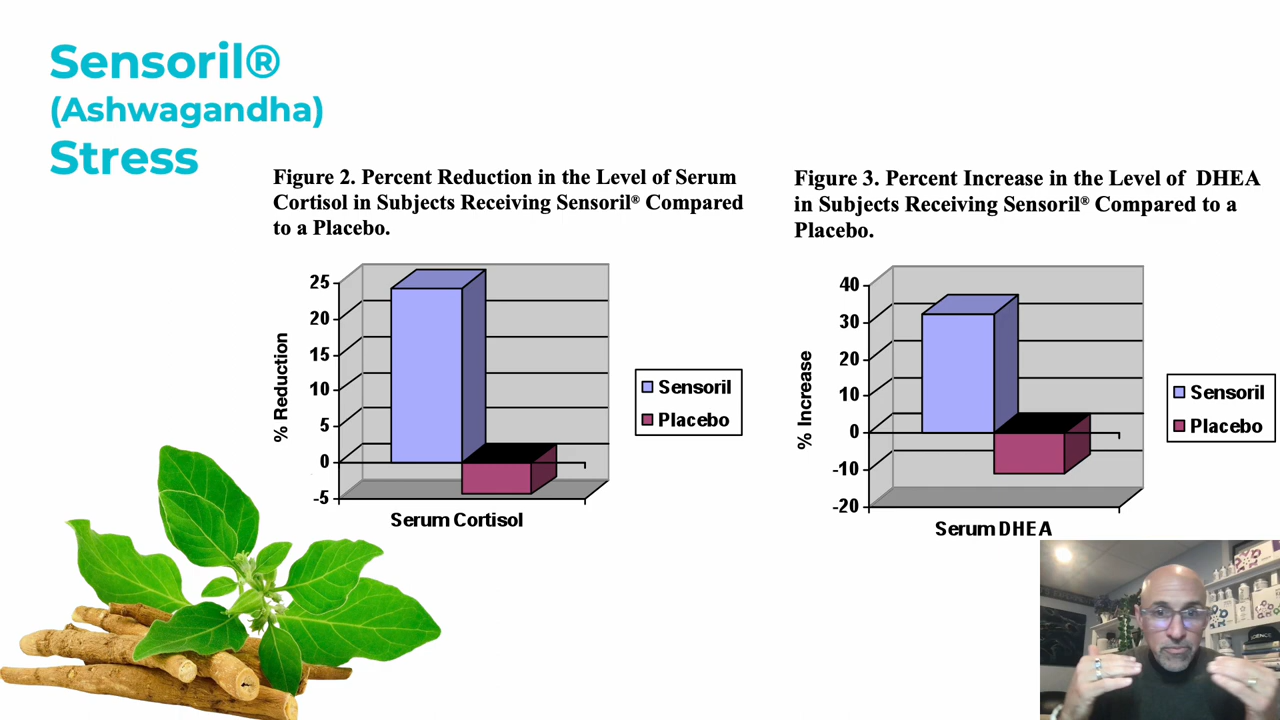 Sensoril®
(Ashwagandha)
Stress
Figure 2. Percent Reduction in the Level of Serum
Cortisol in Subjects Receiving Sensoril® Compared
to a Placebo.
% Reduction
25
20
15
10
5
0
-5
Serum Cortisol
Sensoril
Placebo
Figure 3. Percent Increase in the Level of DHEA
in Subjects Receiving Sensoril® Compared to a
Placebo.
% Increase
40
30
20
10
0
-10
-20
Serum DHEA
Sensoril
Placebo